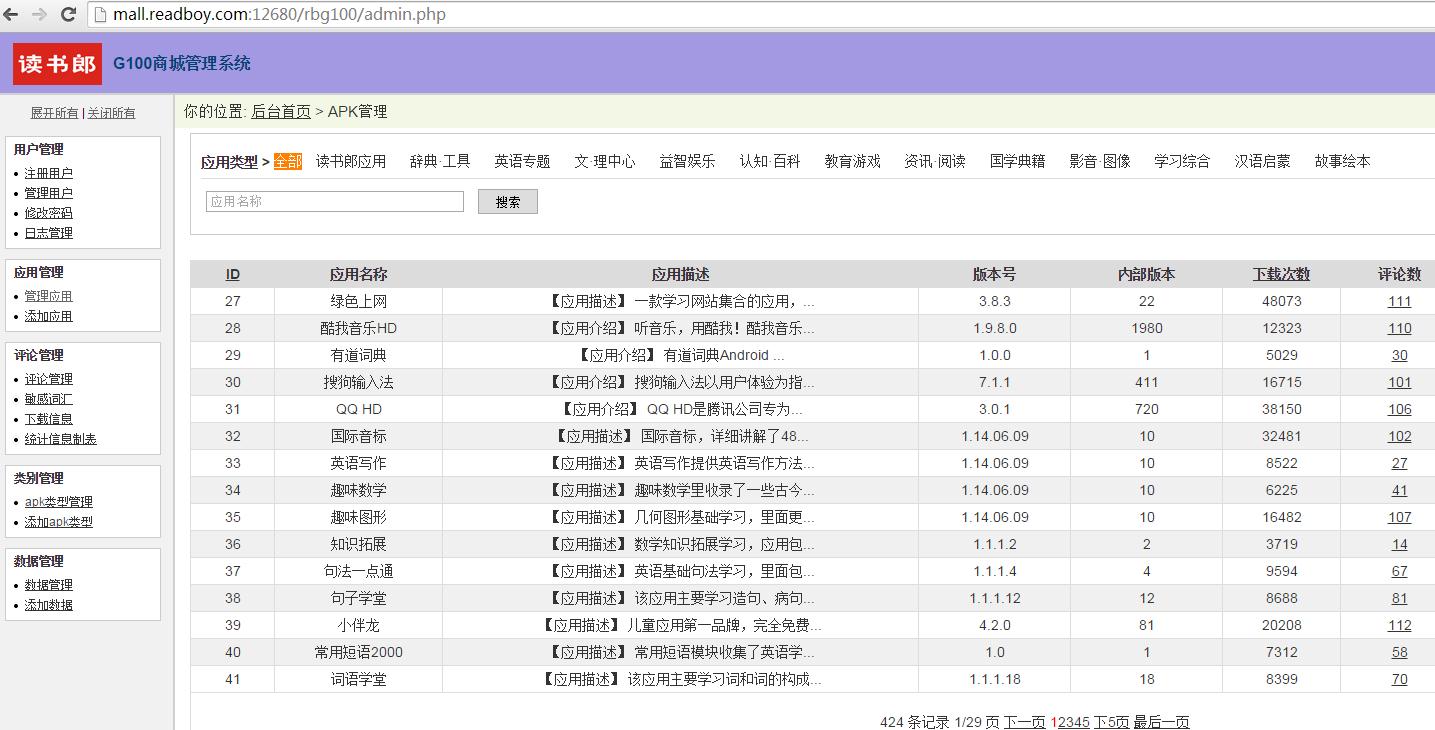 mall.readboy.com:12680/rbg100/admin.php
读书郎 G100商城管理系统
展开所有 | 关闭所有
用户管理
注册用户
管理用户
修改密码
日志管理
应用管理
管理应用
添加应用
评论管理
评论管理
敏感词汇
下载信息
统计信息制表
类别管理
apk类型管理
添加apk类型
数据管理
数据管理
添加数据
你的位置: 后台首页 > APK管理
应用类型 > 全部 读书郎应用 辞典·工具 英语专题 文·理中心 益智娱乐 认知·百科 教育游戏 资讯·阅读 国学典籍 影音·图像 学习综合 汉语启蒙 故事绘本
应用名称 搜索
ID 应用名称 应用描述 版本号 内部版本 下载次数 评论数
27 绿色上网 【应用描述】 一款学习网站集合的应用，... 3.8.3 22 48073 111
28 酷我音乐HD 【应用介绍】 听音乐，用酷我！酷我音乐... 1.9.8.0 1980 12323 110
29 有道词典 【应用介绍】 有道词典Android ... 1.0.0 1 5029 30
30 搜狗输入法 【应用介绍】 搜狗输入法以用户体验为指... 7.1.1 411 16715 101
31 QQ HD 【应用介绍】 QQ HD是腾讯公司专为... 3.0.1 720 38150 106
32 国际音标 【应用描述】 国际音标，详细讲解了48... 1.14.06.09 10 32481 102
33 英语写作 【应用描述】 英语写作提供英语写作方法... 1.14.06.09 10 8522 27
34 趣味数学 【应用描述】 趣味数学里收录了一些古今... 1.14.06.09 10 6225 41
35 趣味图形 【应用描述】 几何图形基础学习，里面更... 1.14.06.09 10 16482 107
36 知识拓展 【应用描述】 数学知识拓展学习，应用包... 1.1.1.2 2 3719 14
37 句法一点通 【应用描述】 英语基础句法学习，里面包... 1.1.1.4 4 9594 67
38 句子学堂 【应用描述】 该应用主要学习造句、病句... 1.1.1.12 12 8688 81
39 小伴龙 【应用描述】 儿童应用第一品牌，完全免费... 4.2.0 81 20208 112
40 常用短语2000 【应用描述】 常用短语模块收集了英语学... 1.0 1 7312 58
41 词语学堂 【应用描述】 该应用主要学习词和词的构成... 1.1.1.18 18 8399 70
424 条记录 1/29 页 下一页 12345 下5页 最后一页